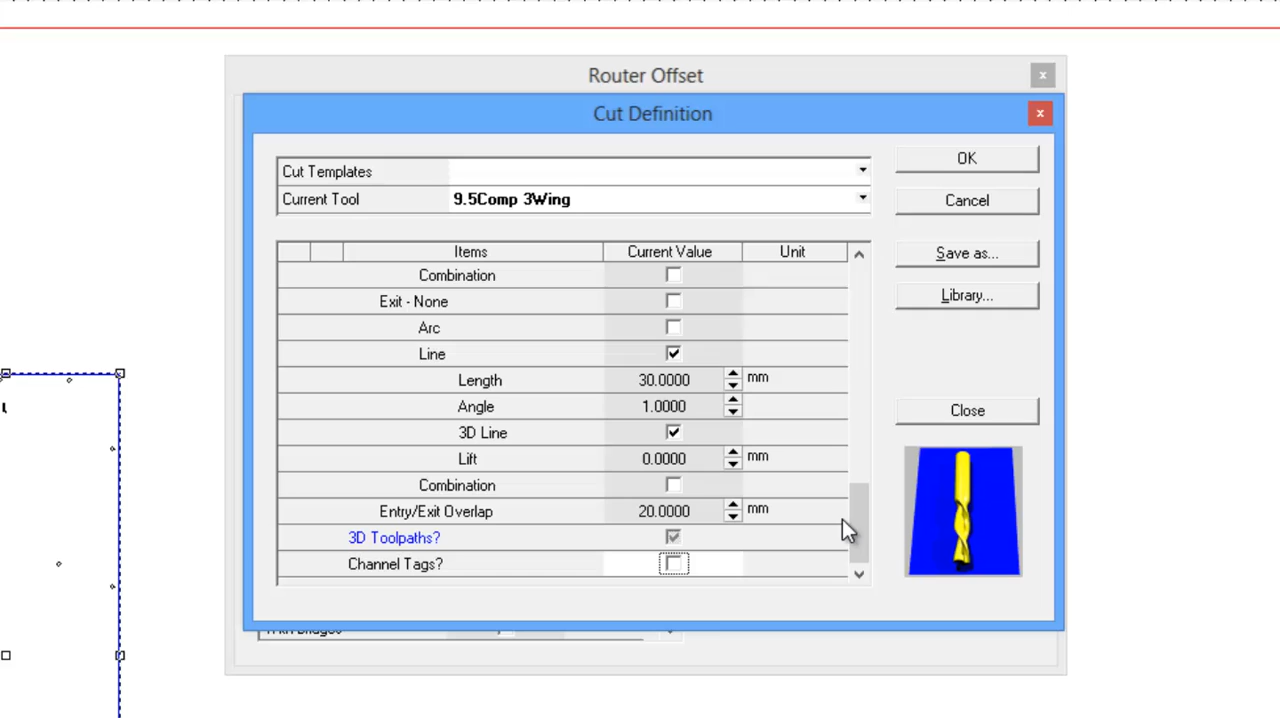 Router Offset
x
Cut Definition
x
Cut Templates
OK
Current Tool 9.5Comp 3Wing
Cancel
Items Current Value Unit
Save as...
Combination
Library...
Exit - None
Arc
Line
Length 30.0000 mm
Angle 1.0000
Close
3D Line
Lift 0.0000 mm
Combination
Entry/Exit Overlap 20.0000 mm
3D Toolpaths?
Channel Tags?